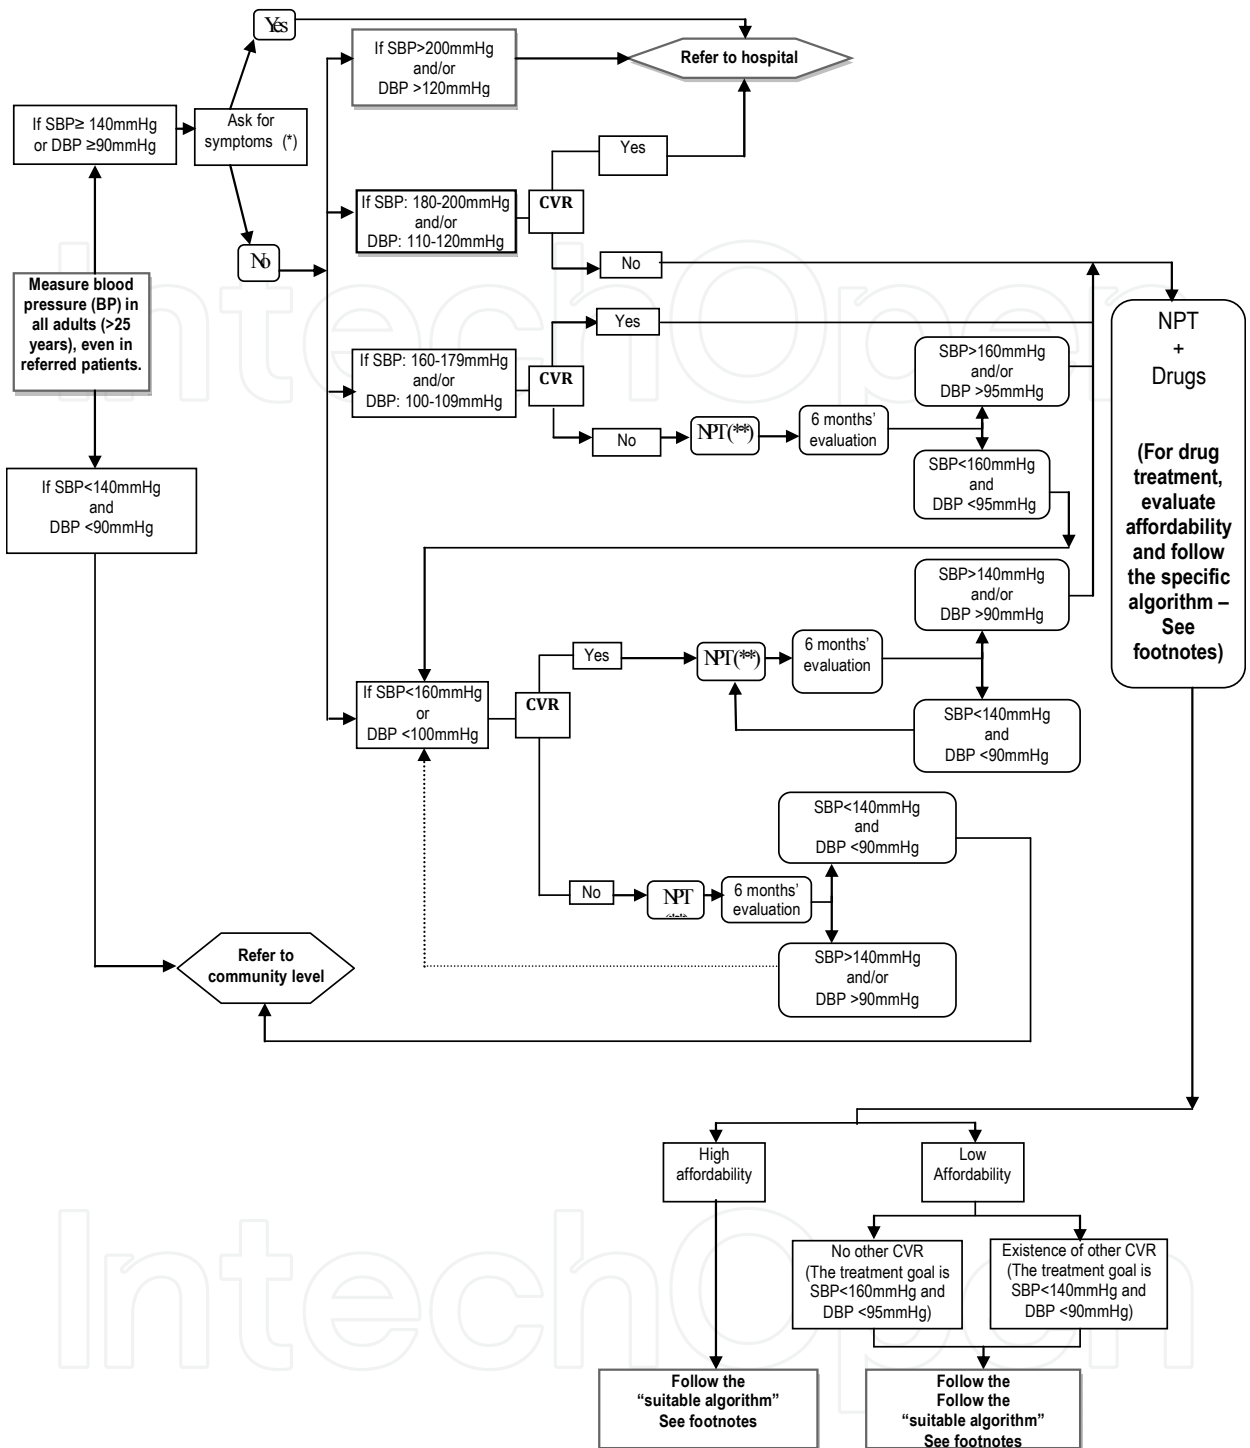 Yes
If SBP>200mmHg
and/or
DBP >120mmHg
Refer to hospital
If SBP≥ 140mmHg
or DBP ≥90mmHg
Ask for
symptoms (*)
Yes
If SBP: 180-200mmHg
and/or
DBP: 110-120mmHg
CVR
No
No
Measure blood
pressure (BP) in
all adults (>25
years), even in
referred patients.
IntechOpen
Yes
If SBP: 160-179mmHg
and/or
DBP: 100-109mmHg
CVR
SBP>160mmHg
and/or
DBP >95mmHg
No
NPT(**)
6 months'
evaluation
SBP<160mmHg
and
DBP <95mmHg
NPT
+
Drugs
(For drug
treatment,
evaluate
affordability
and follow
the specific
algorithm –
See
footnotes)
If SBP<140mmHg
and
DBP <90mmHg
SBP>140mmHg
and/or
DBP >90mmHg
Yes
NPT(**)
6 months'
evaluation
If SBP<160mmHg
or
DBP <100mmHg
CVR
SBP<140mmHg
and
DBP <90mmHg
SBP<140mmHg
and
DBP <90mmHg
No
NPT
6 months'
evaluation
SBP>140mmHg
and/or
DBP >90mmHg
Refer to
community level
High
affordability
Low
Affordability
No other CVR
(The treatment goal is
SBP<160mmHg and
DBP <95mmHg)
Existence of other CVR
(The treatment goal is
SBP<140mmHg and
DBP <90mmHg)
IntechOpen
Follow the
“suitable algorithm”
See footnotes
Follow the
Follow the
“suitable algorithm”
See footnotes